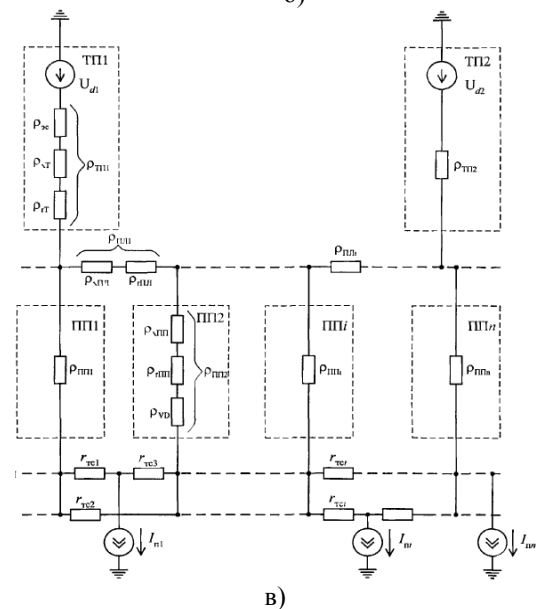 ТП1
ТП2
U_d1
U_d2
ρ_эс
ρ_хТ
ρ_ТП1
ρ_rТ
ρ_ТП2
ρ_ПЛ1
ρ_ПЛi
ρ_хПЛ
ρ_rПЛ
ПП1
ПП2
ППi
ППn
ρ_хПП
ρ_ПП1
ρ_rПП
ρ_ПП2
ρ_ППi
ρ_ППn
ρ_VD
r_тс1
r_тс3
r_тсi
r_тс2
r_тсi
I_п1
I_пi
I_пn
в)